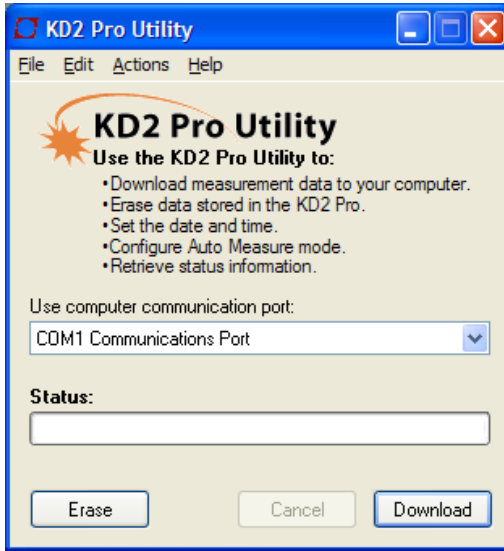 KD2 Pro Utility
File Edit Actions Help
KD2 Pro Utility
Use the KD2 Pro Utility to:
•Download measurement data to your computer.
•Erase data stored in the KD2 Pro.
•Set the date and time.
•Configure Auto Measure mode.
•Retrieve status information.
Use computer communication port:
COM1 Communications Port
Status:
Erase Cancel Download